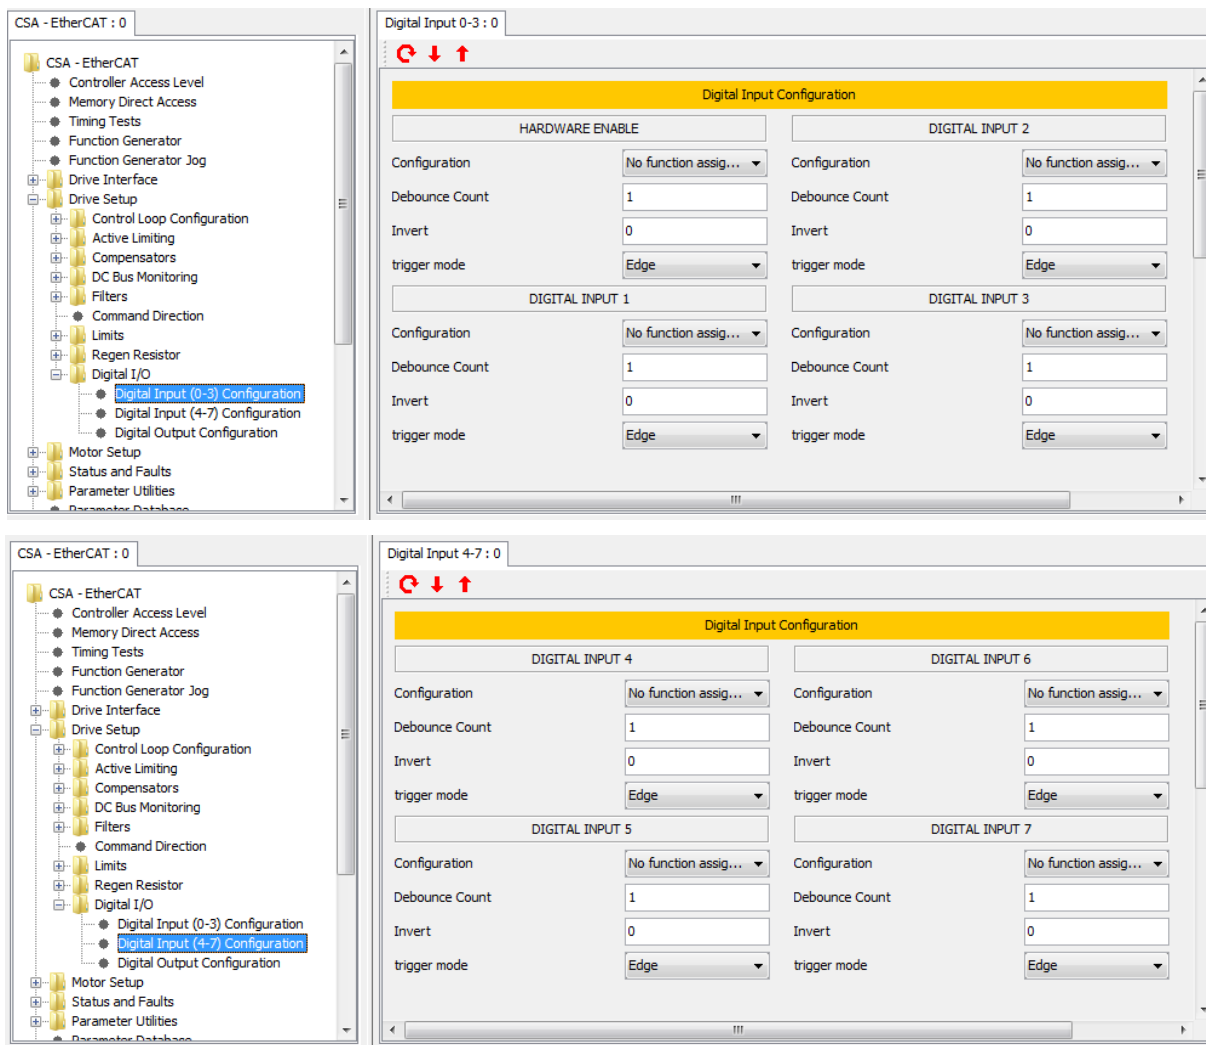 CSA - EtherCAT : 0
CSA - EtherCAT
Controller Access Level
Memory Direct Access
Timing Tests
Function Generator
Function Generator Jog
Drive Interface
Drive Setup
Control Loop Configuration
Active Limiting
Compensators
DC Bus Monitoring
Filters
Command Direction
Limits
Regen Resistor
Digital I/O
Digital Input (0-3) Configuration
Digital Input (4-7) Configuration
Digital Output Configuration
Motor Setup
Status and Faults
Parameter Utilities
Parameter Database
Digital Input 0-3 : 0
Digital Input Configuration
HARDWARE ENABLE
Configuration No function assig...
Debounce Count 1
Invert 0
trigger mode Edge
DIGITAL INPUT 1
Configuration No function assig...
Debounce Count 1
Invert 0
trigger mode Edge
DIGITAL INPUT 2
Configuration No function assig...
Debounce Count 1
Invert 0
trigger mode Edge
DIGITAL INPUT 3
Configuration No function assig...
Debounce Count 1
Invert 0
trigger mode Edge
CSA - EtherCAT : 0
CSA - EtherCAT
Controller Access Level
Memory Direct Access
Timing Tests
Function Generator
Function Generator Jog
Drive Interface
Drive Setup
Control Loop Configuration
Active Limiting
Compensators
DC Bus Monitoring
Filters
Command Direction
Limits
Regen Resistor
Digital I/O
Digital Input (0-3) Configuration
Digital Input (4-7) Configuration
Digital Output Configuration
Motor Setup
Status and Faults
Parameter Utilities
Parameter Database
Digital Input 4-7 : 0
Digital Input Configuration
DIGITAL INPUT 4
Configuration No function assig...
Debounce Count 1
Invert 0
trigger mode Edge
DIGITAL INPUT 5
Configuration No function assig...
Debounce Count 1
Invert 0
trigger mode Edge
DIGITAL INPUT 6
Configuration No function assig...
Debounce Count 1
Invert 0
trigger mode Edge
DIGITAL INPUT 7
Configuration No function assig...
Debounce Count 1
Invert 0
trigger mode Edge